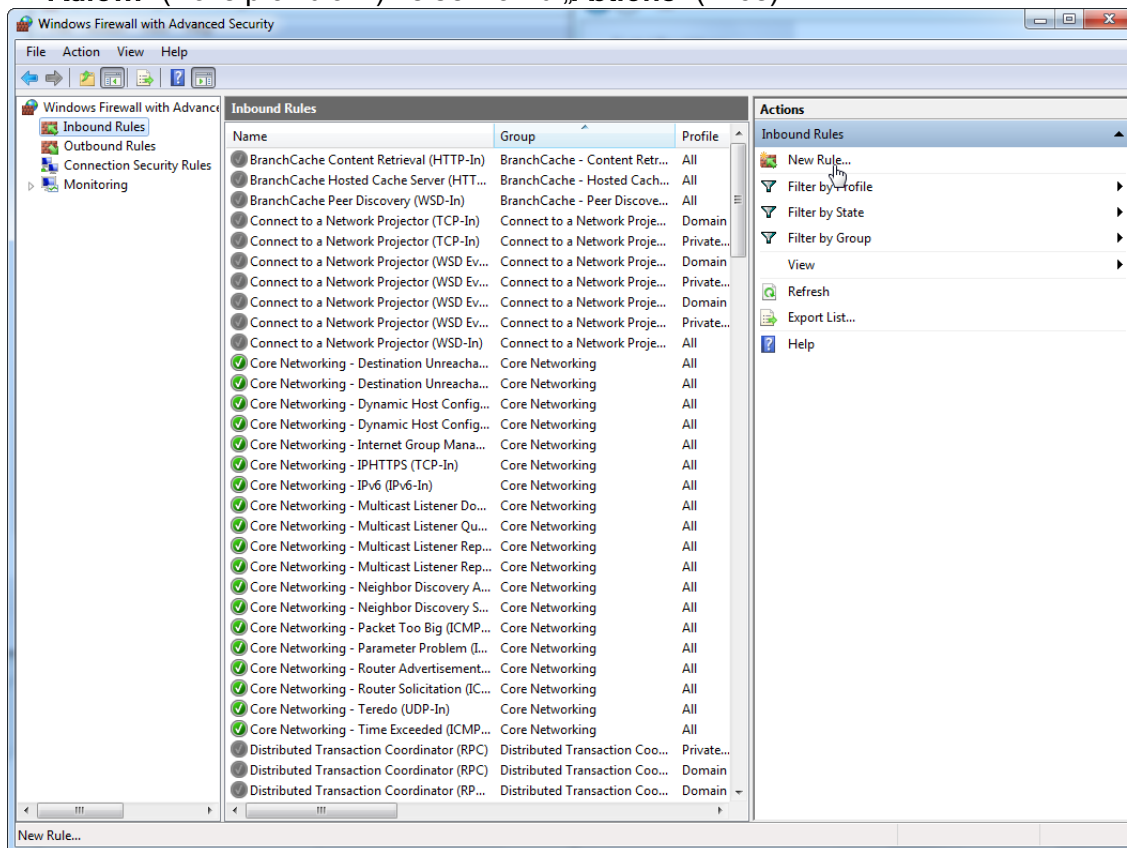 „Actions"
Windows Firewall with Advanced Security
File Action View Help
Windows Firewall with Advance
Inbound Rules
Outbound Rules
Connection Security Rules
Monitoring
Inbound Rules
Name Group Profile
BranchCache Content Retrieval (HTTP-In) BranchCache - Content Retr... All
BranchCache Hosted Cache Server (HTT... BranchCache - Hosted Cach... All
BranchCache Peer Discovery (WSD-In) BranchCache - Peer Discove... All
Connect to a Network Projector (TCP-In) Connect to a Network Proje... Domain
Connect to a Network Projector (TCP-In) Connect to a Network Proje... Private...
Connect to a Network Projector (WSD Ev... Connect to a Network Proje... Domain
Connect to a Network Projector (WSD Ev... Connect to a Network Proje... Private...
Connect to a Network Projector (WSD Ev... Connect to a Network Proje... Domain
Connect to a Network Projector (WSD Ev... Connect to a Network Proje... Private...
Connect to a Network Projector (WSD-In) Connect to a Network Proje... All
Core Networking - Destination Unreacha... Core Networking All
Core Networking - Destination Unreacha... Core Networking All
Core Networking - Dynamic Host Config... Core Networking All
Core Networking - Dynamic Host Config... Core Networking All
Core Networking - Internet Group Mana... Core Networking All
Core Networking - IPHTTPS (TCP-In) Core Networking All
Core Networking - IPv6 (IPv6-In) Core Networking All
Core Networking - Multicast Listener Do... Core Networking All
Core Networking - Multicast Listener Qu... Core Networking All
Core Networking - Multicast Listener Rep... Core Networking All
Core Networking - Multicast Listener Rep... Core Networking All
Core Networking - Neighbor Discovery A... Core Networking All
Core Networking - Neighbor Discovery S... Core Networking All
Core Networking - Packet Too Big (ICMP... Core Networking All
Core Networking - Parameter Problem (I... Core Networking All
Core Networking - Router Advertisement... Core Networking All
Core Networking - Router Solicitation (IC... Core Networking All
Core Networking - Teredo (UDP-In) Core Networking All
Core Networking - Time Exceeded (ICMP... Core Networking All
Distributed Transaction Coordinator (RPC) Distributed Transaction Coo... Private...
Distributed Transaction Coordinator (RPC) Distributed Transaction Coo... Domain
Distributed Transaction Coordinator (RP... Distributed Transaction Coo... Domain
Actions
Inbound Rules
New Rule...
Filter by Profile
Filter by State
Filter by Group
View
Refresh
Export List...
Help
New Rule...